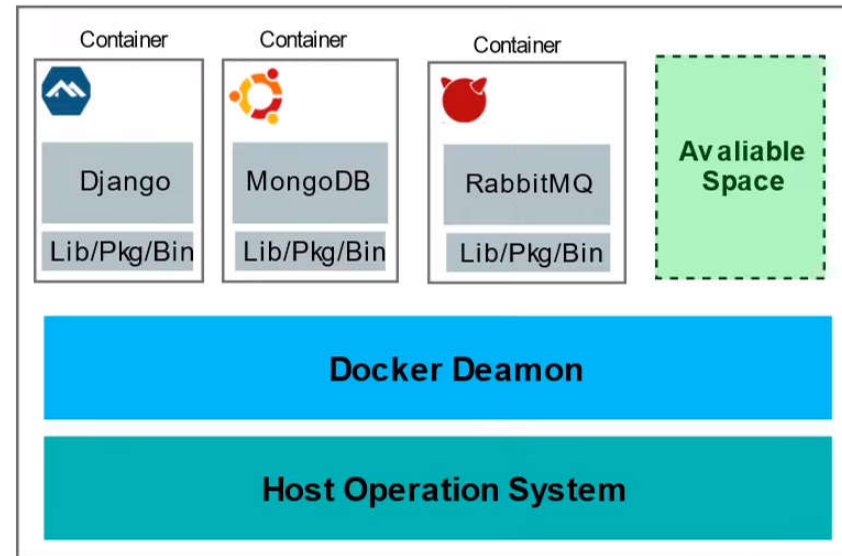 Container
Container
Container
Django
MongoDB
RabbitMQ
Avaliable
Space
Lib/Pkg/Bin
Lib/Pkg/Bin
Lib/Pkg/Bin
Docker Deamon
Host Operation System